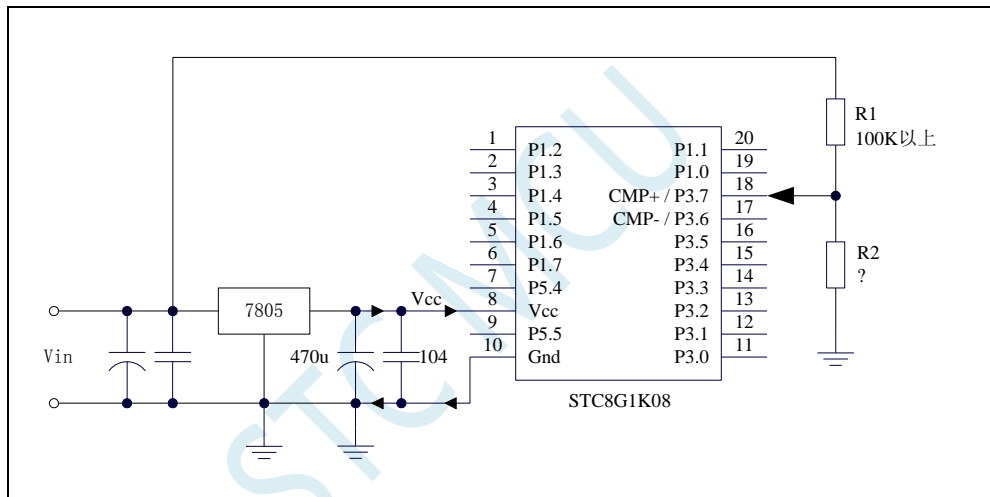 R1
100K以上
1
P1.2
P1.1
20
2
P1.3
P1.0
19
3
P1.4
CMP+ / P3.7
18
4
P1.5
CMP- / P3.6
17
5
P1.6
P3.5
16
6
P1.7
P3.4
15
7
P5.4
P3.3
14
8
Vcc
P3.2
13
9
P5.5
P3.1
12
10
Gnd
P3.0
11
R2
?
7805
Vcc
Vin
470u
104
STC8G1K08
STC MCU